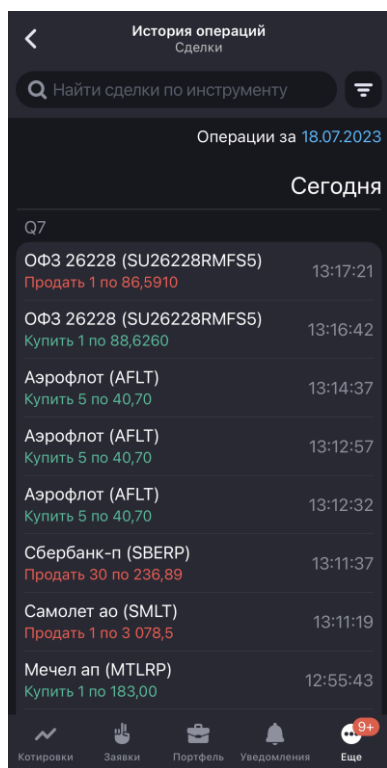 История операций
Сделки
Найти сделки по инструменту
Операции за 18.07.2023
Сегодня
Q7
ОФЗ 26228 (SU26228RMFS5)
Продать 1 по 86,5910
13:17:21
ОФЗ 26228 (SU26228RMFS5)
Купить 1 по 88,6260
13:16:42
Аэрофлот (AFLT)
Купить 5 по 40,70
13:14:37
Аэрофлот (AFLT)
Купить 5 по 40,70
13:12:57
Аэрофлот (AFLT)
Купить 5 по 40,70
13:12:32
Сбербанк-п (SBERP)
Продать 30 по 236,89
13:11:37
Самолет ао (SMLT)
Продать 1 по 3 078,5
13:11:19
Мечел ап (MTLRP)
Купить 1 по 183,00
12:55:43
9+
Котировки Заявки Портфель Уведомления Еще